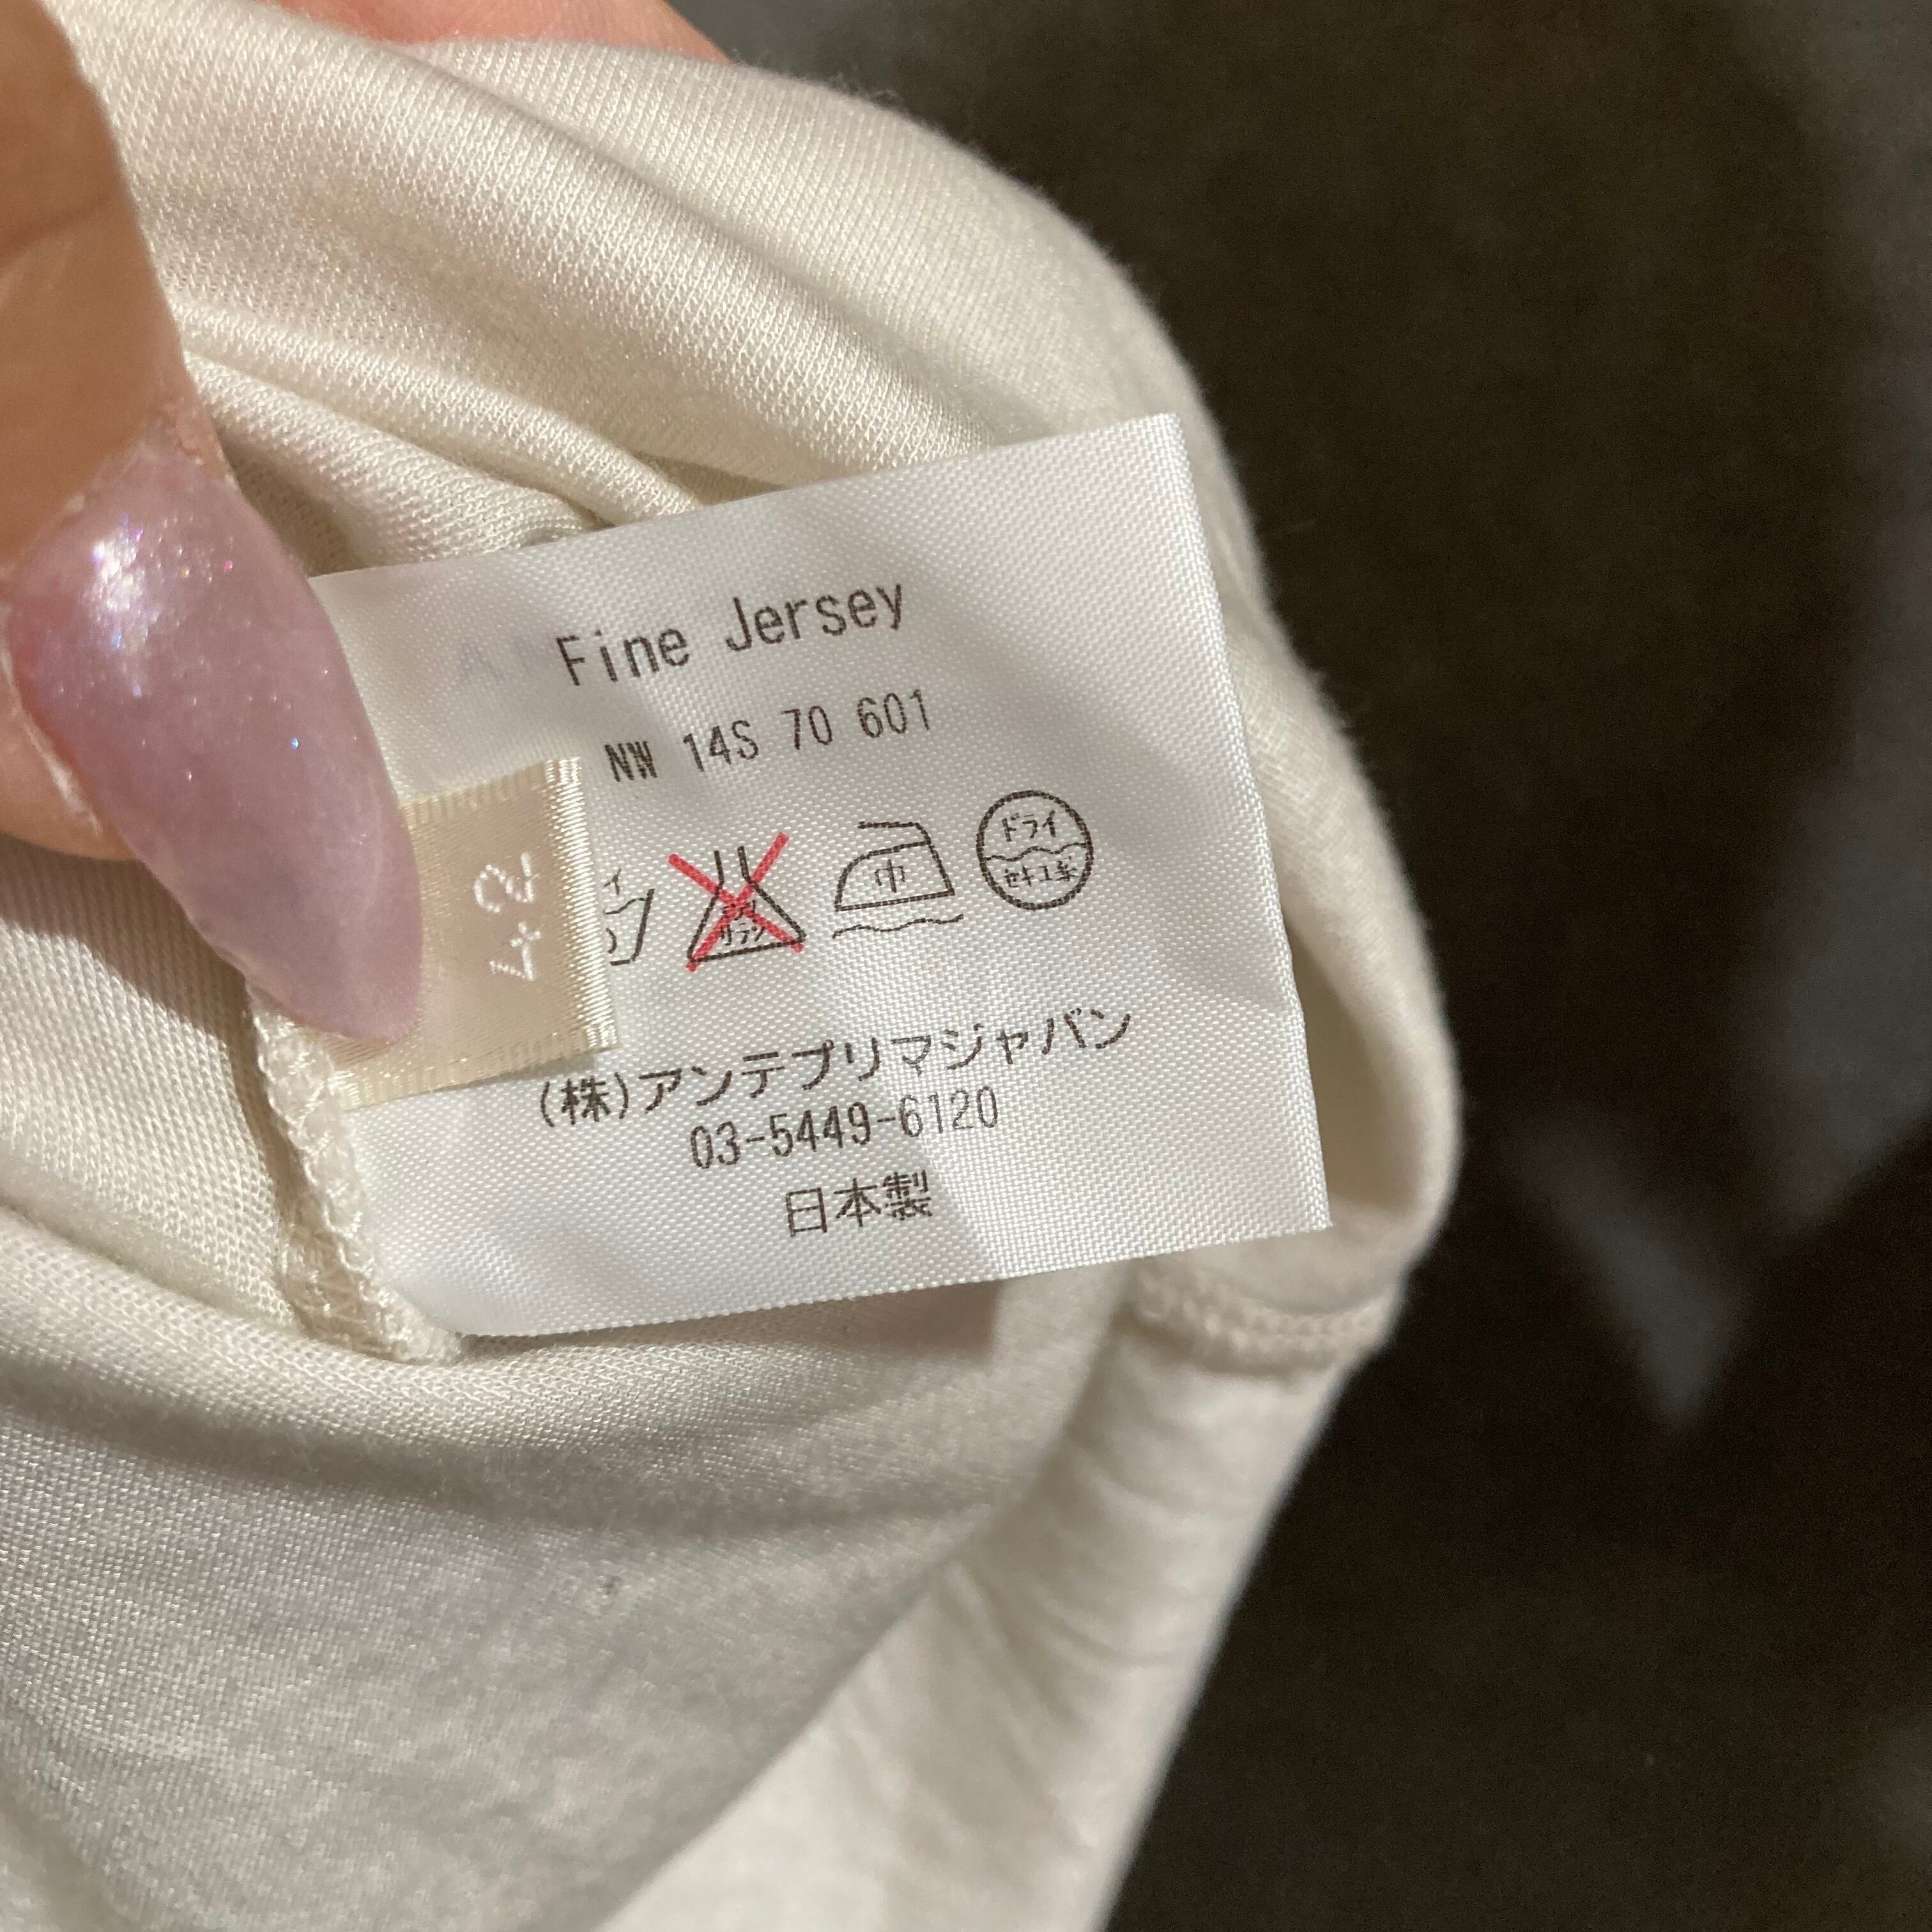 Fine Jersey
NW 14S 70 601
42
中
ドライ
セキユ系
(株)アンテプリマジャパン
03-5449-6120
日本製